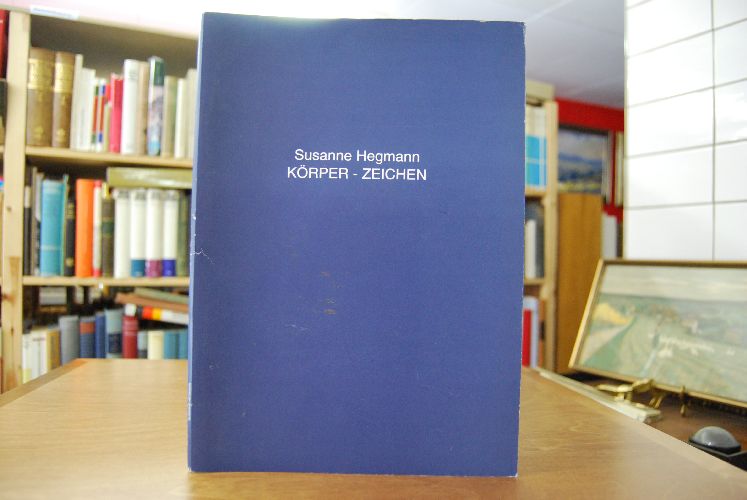 Susanne Hegmann
KÖRPER - ZEICHEN